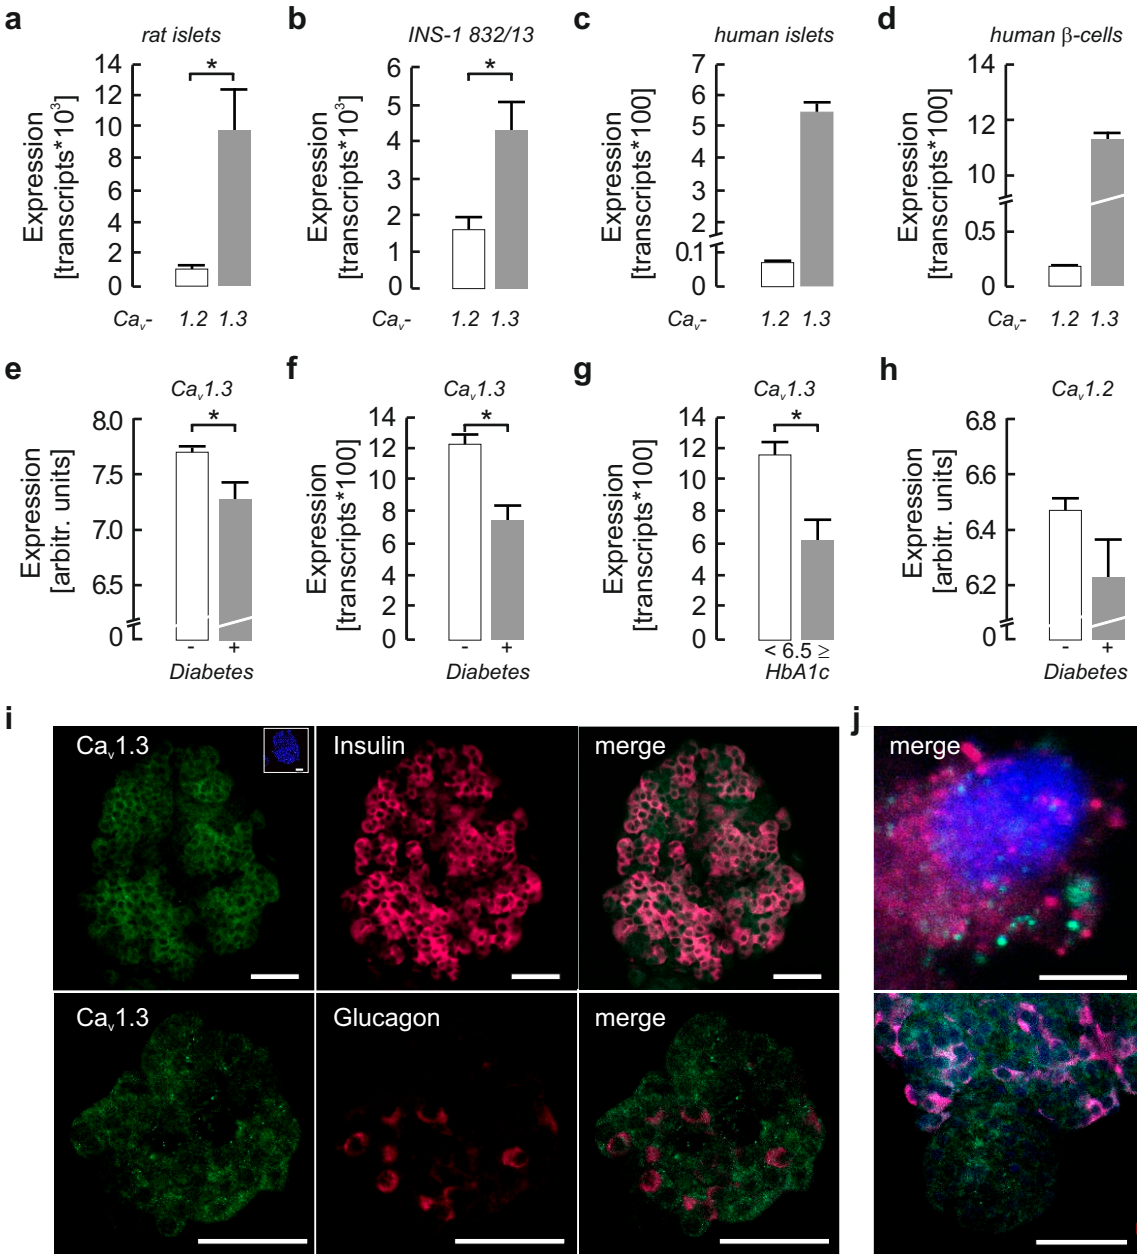 a
rat islets
Expression
[transcripts*10³]
14
12
10
8
6
4
2
0
*
Caᵥ- 1.2 1.3
b
INS-1 832/13
Expression
[transcripts*10³]
6
5
4
3
2
1
0
*
Caᵥ- 1.2 1.3
c
human islets
Expression
[transcripts*100]
7
6
5
4
3
2
0.1
0
Caᵥ- 1.2 1.3
d
human β-cells
Expression
[transcripts*100]
14
12
10
0.5
0
Caᵥ- 1.2 1.3
e
Caᵥ1.3
Expression
[arbitr. units]
8.0
7.5
7.0
6.5
0
*
- +
Diabetes
f
Caᵥ1.3
Expression
[transcripts*100]
14
12
10
8
6
4
2
0
*
- +
Diabetes
g
Caᵥ1.3
Expression
[transcripts*100]
14
12
10
8
6
4
2
0
*
< 6.5 ≥
HbA1c
h
Caᵥ1.2
Expression
[arbitr. units]
6.8
6.6
6.4
6.2
0
- +
Diabetes
i
Caᵥ1.3
Insulin
merge
Caᵥ1.3
Glucagon
merge
j
merge